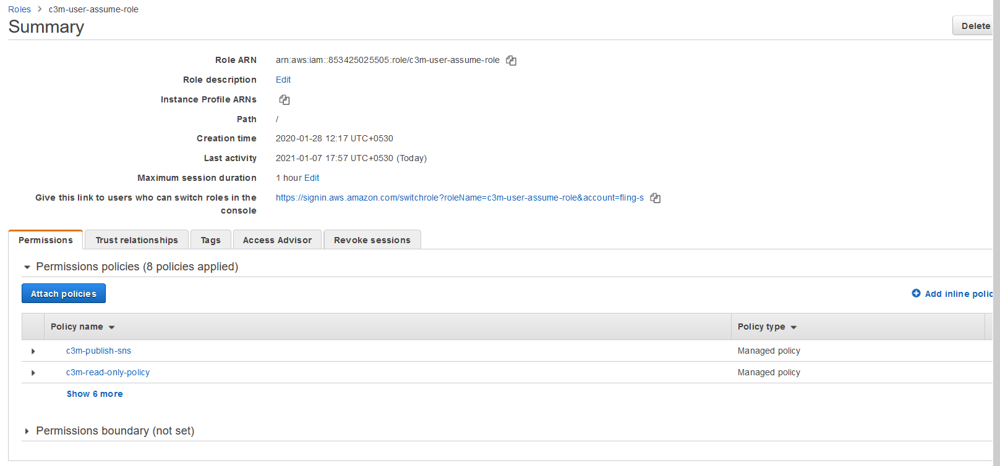 Roles > c3m-user-assume-role
Summary
Delete
Role ARN arn:aws:iam::853425025505:role/c3m-user-assume-role
Role description Edit
Instance Profile ARNs
Path /
Creation time 2020-01-28 12:17 UTC+0530
Last activity 2021-01-07 17:57 UTC+0530 (Today)
Maximum session duration 1 hour Edit
Give this link to users who can switch roles in the console https://signin.aws.amazon.com/switchrole?roleName=c3m-user-assume-role&account=fling-s
Permissions Trust relationships Tags Access Advisor Revoke sessions
Permissions policies (8 policies applied)
Attach policies Add inline polic
Policy name Policy type
c3m-publish-sns Managed policy
c3m-read-only-policy Managed policy
Show 6 more
Permissions boundary (not set)